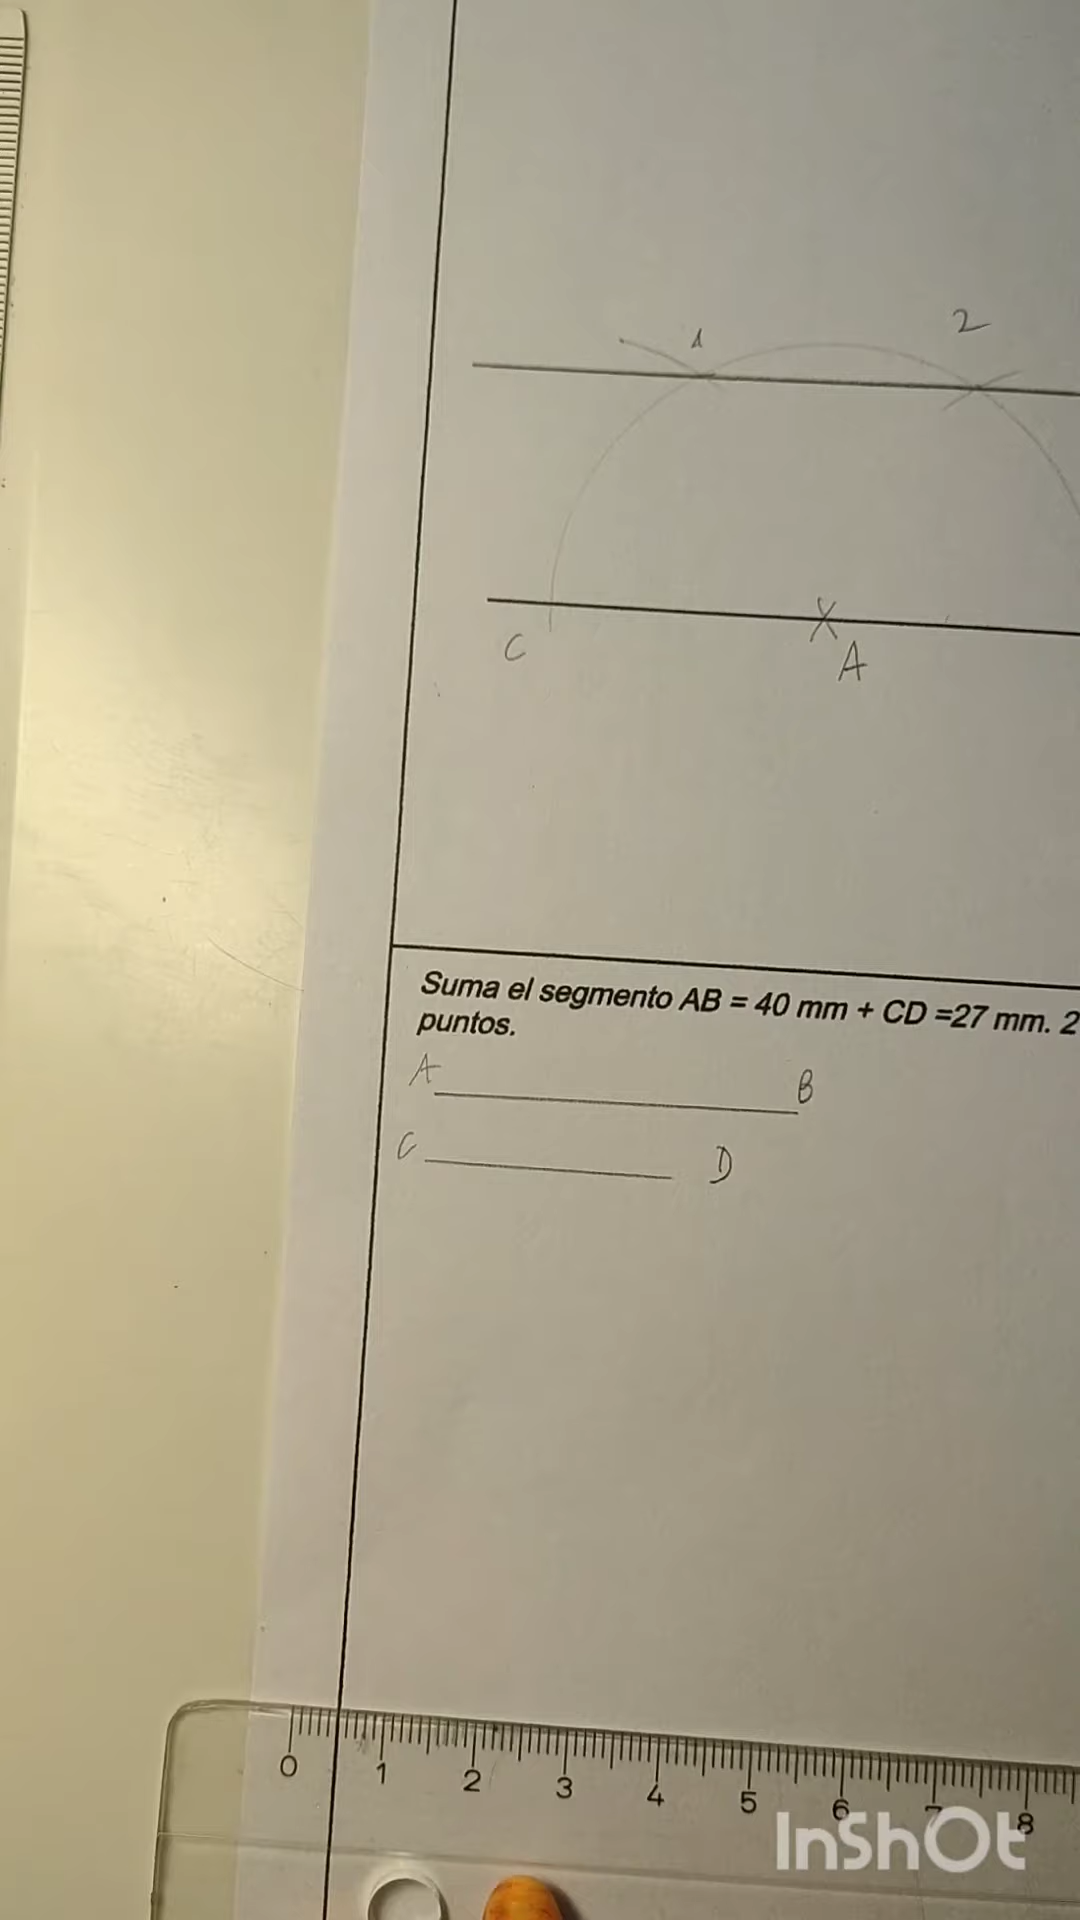 1 2
C A
Suma el segmento AB = 40 mm + CD =27 mm. 2
puntos.
A B
C D
0 1 2 3 4 5 6 7 8
InShOt